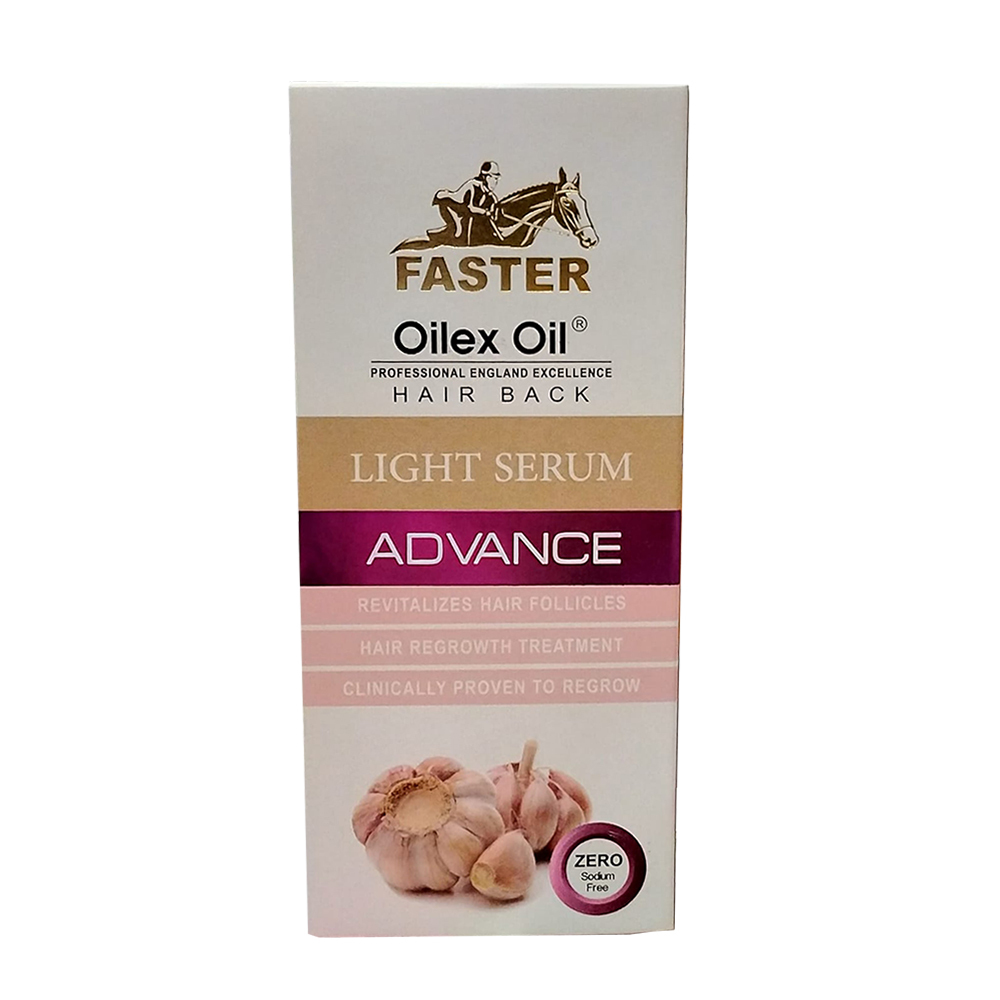 FASTER
Oilex Oil®
PROFESSIONAL ENGLAND EXCELLENCE
HAIR BACK
LIGHT SERUM
ADVANCE
REVITALIZES HAIR FOLLICLES
HAIR REGROWTH TREATMENT
CLINICALLY PROVEN TO REGROW
ZERO
Sodium
Free